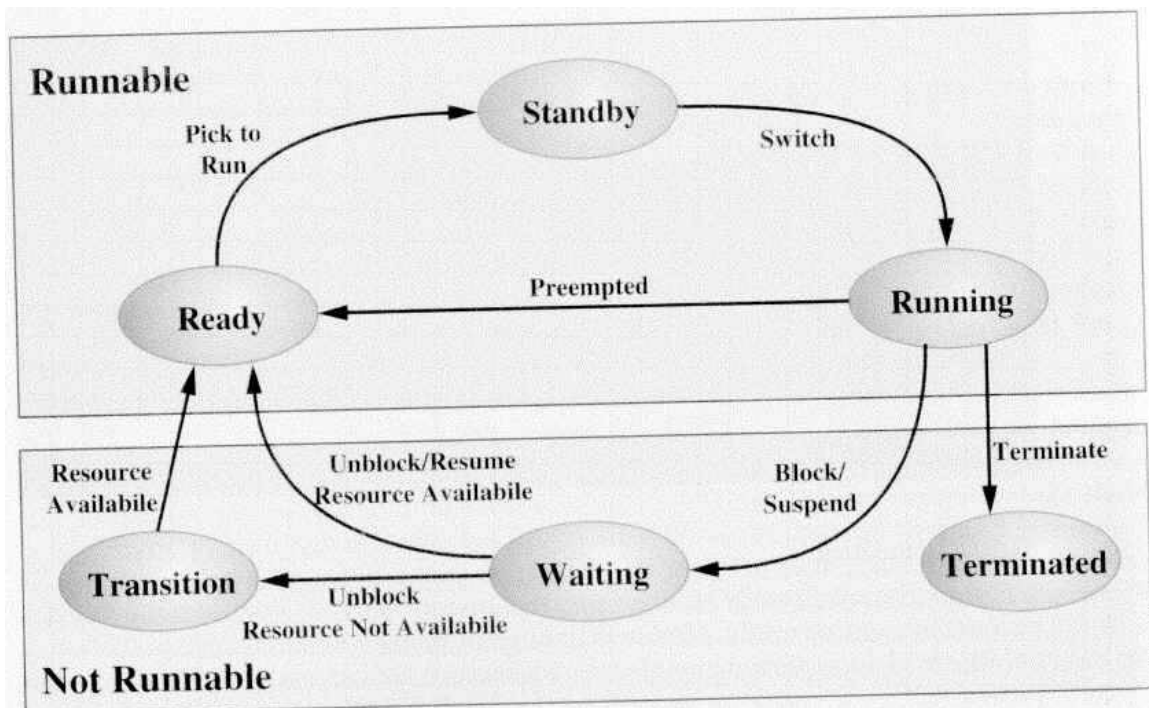 Runnable
Standby
Pick to
Run
Switch
Ready
Preempted
Running
Resource
Availabile
Unblock/Resume
Resource Availabile
Block/
Suspend
Terminate
Transition
Unblock
Resource Not Availabile
Waiting
Terminated
Not Runnable